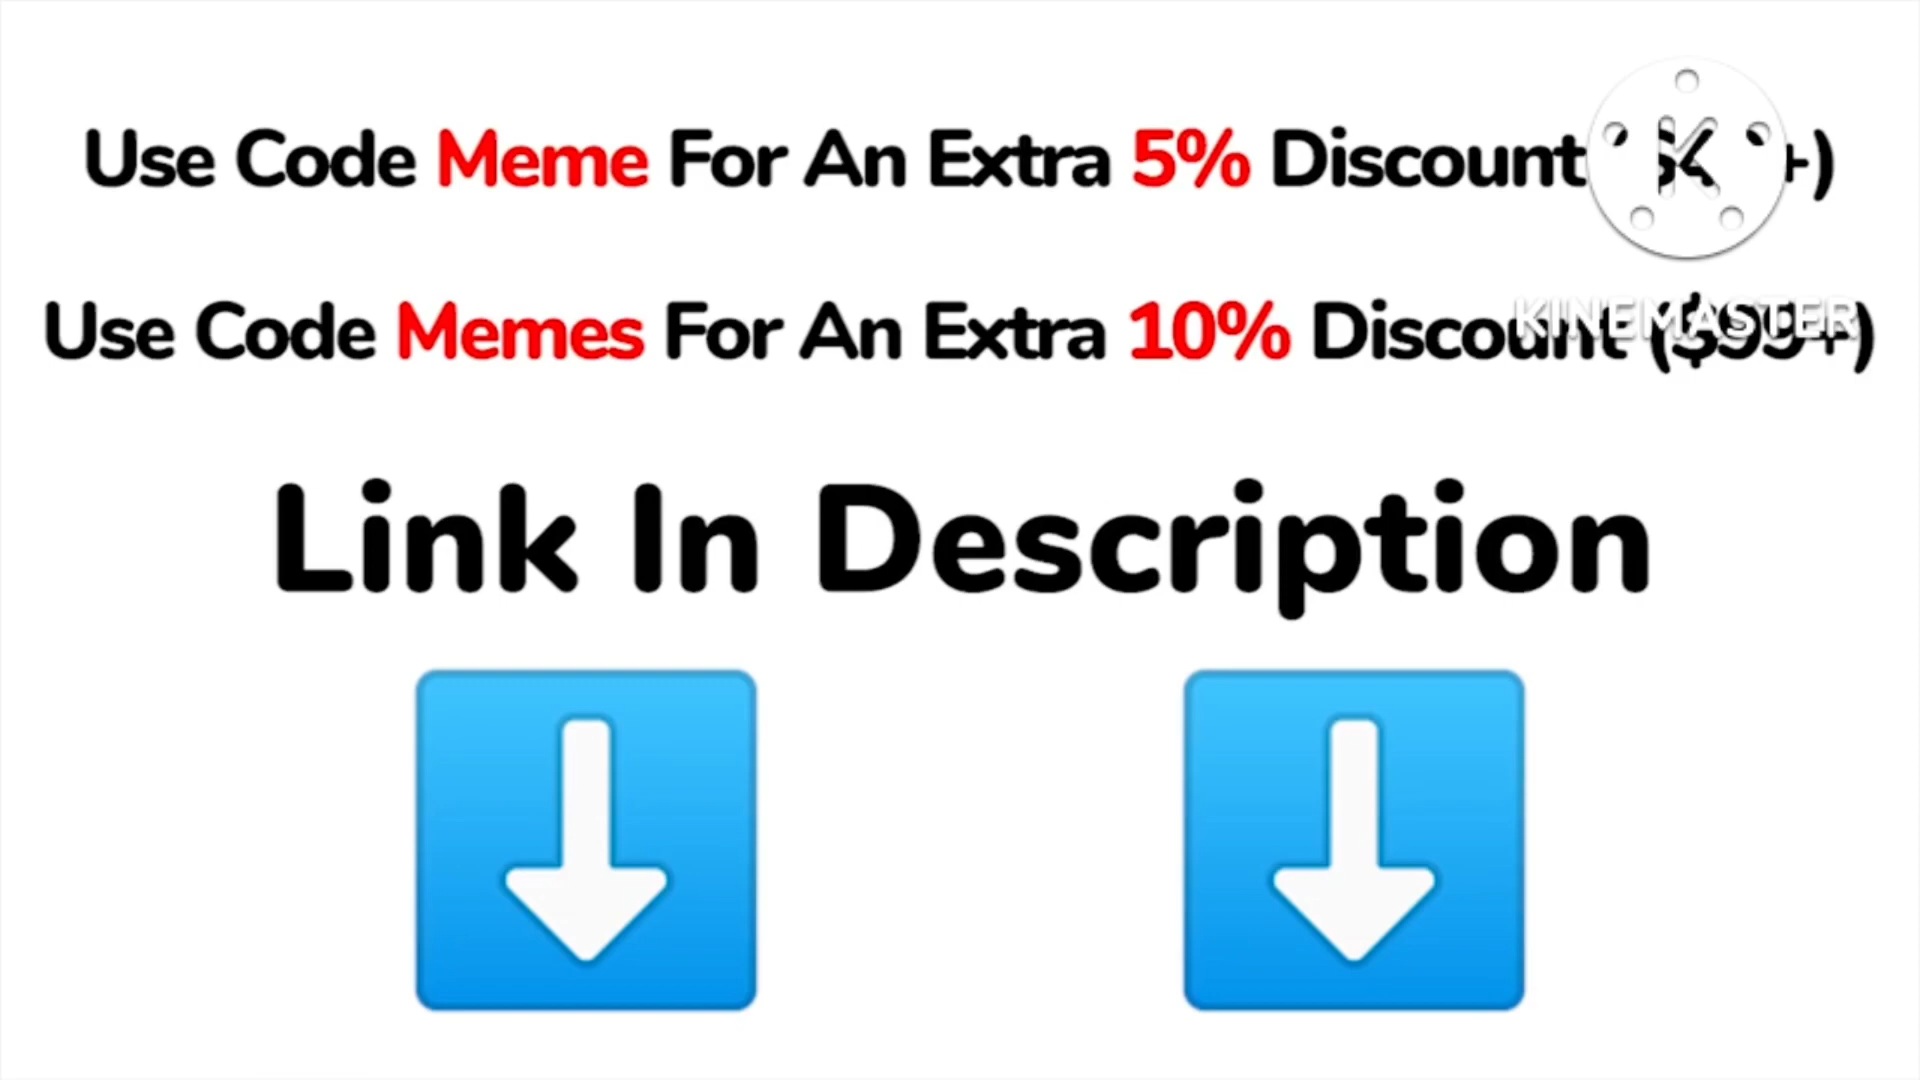 Use Code Meme For An Extra 5% Discount +)
Use Code Memes For An Extra 10% Discount ($99+)
KINEMASTER
Link In Description